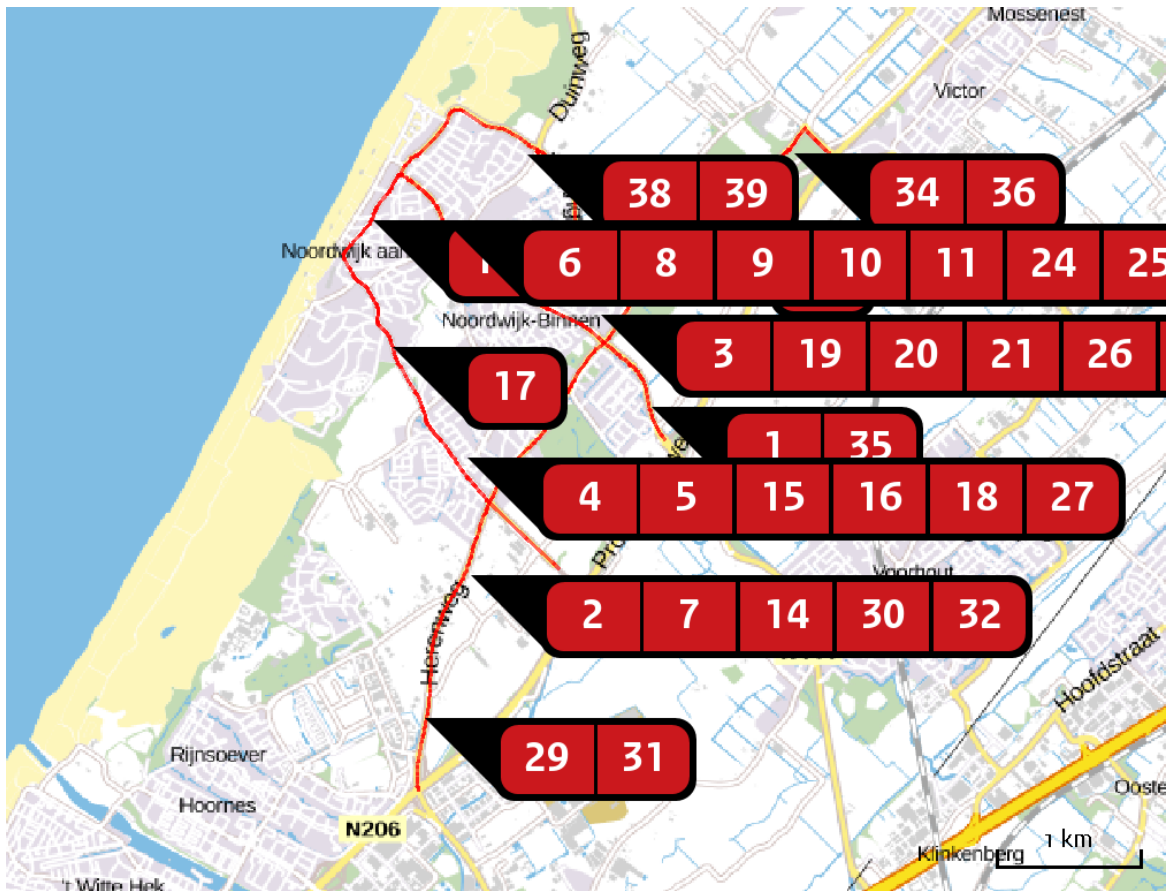 Mossenest
Duinweg
Victor
38 39
34 36
Noordwijk aan
6 8 9 10 11 24 25
Noordwijk-Binnen
3 19 20 21 26
17
1 35
4 5 15 16 18 27
Voorhout
Herenweg
2 7 14 30 32
Hoofdstraat
29 31
Rijnsoever
Hoornes
N206
Klinkenberg
1 km
't Witte Hek